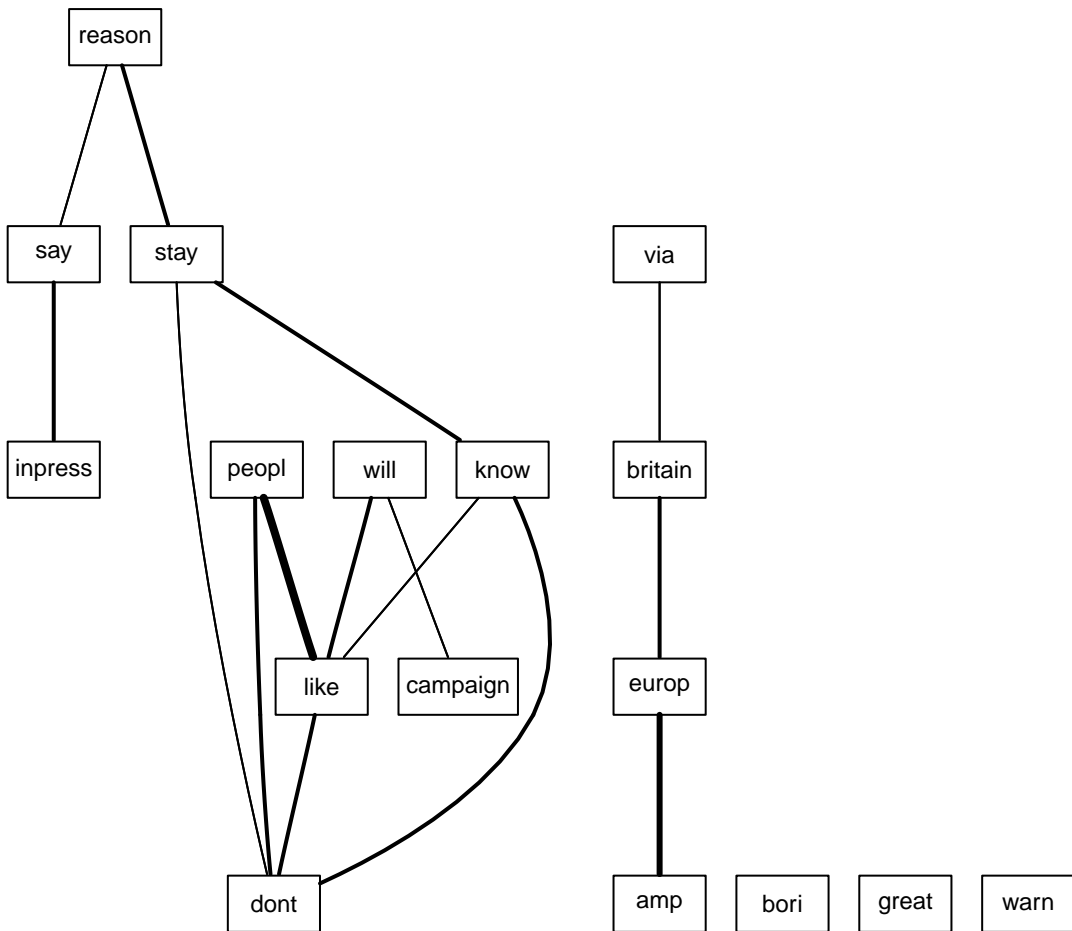 reason
say
stay
via
inpress
peopl
will
know
britain
like
campaign
europ
dont
amp
bori
great
warn